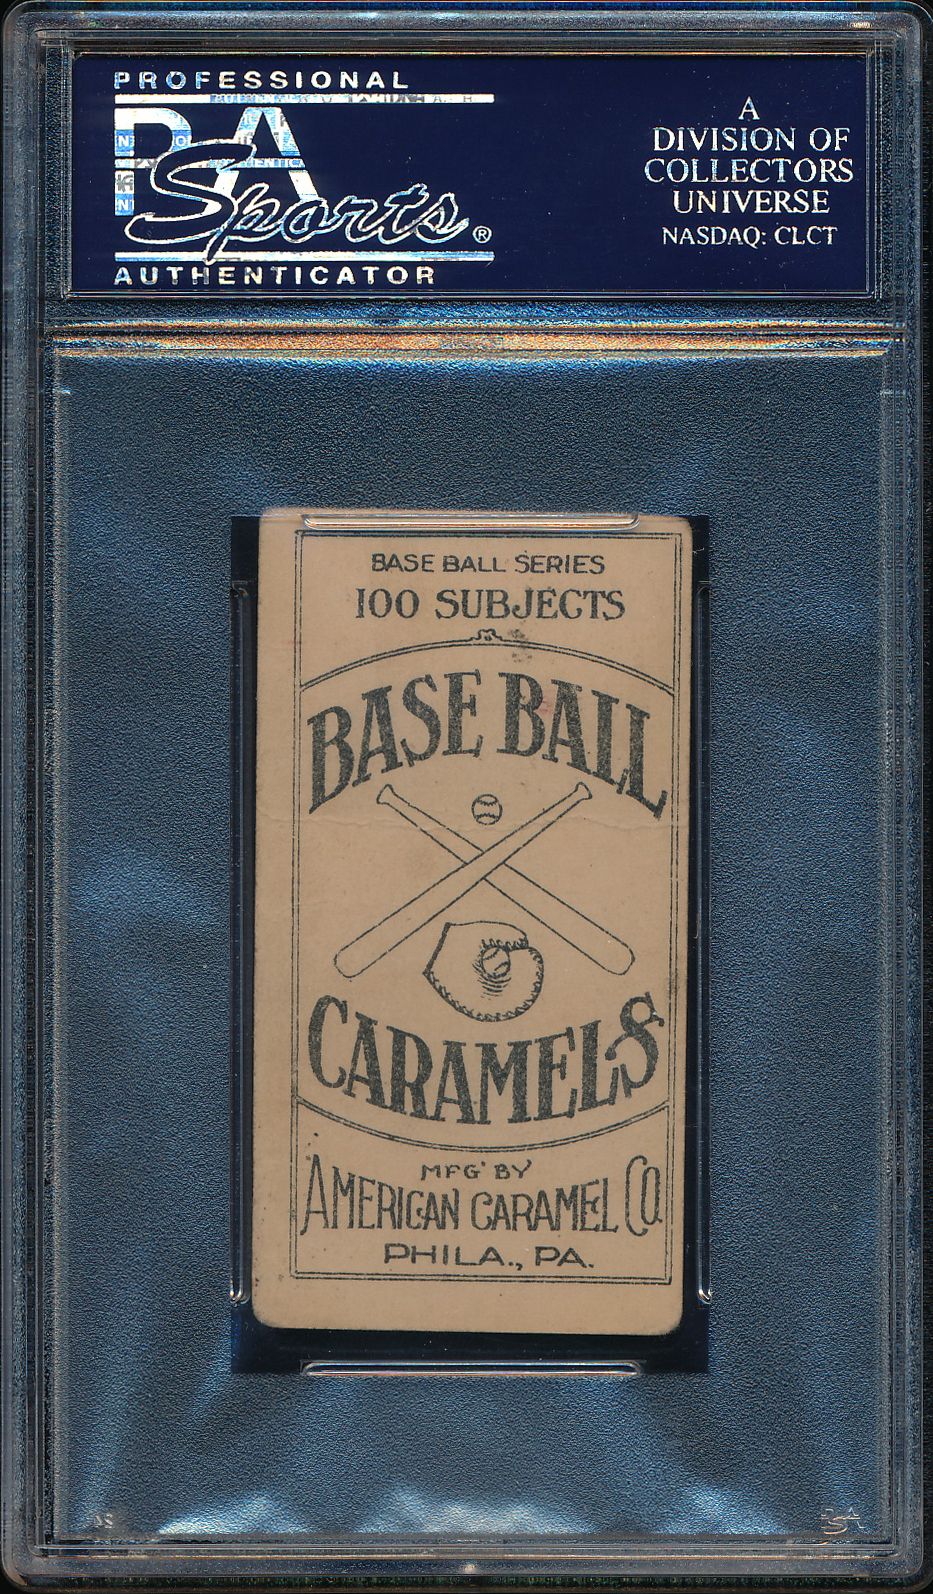 PROFESSIONAL
PSA
Sports®
AUTHENTICATOR
A
DIVISION OF
COLLECTORS
UNIVERSE
NASDAQ: CLCT
BASE BALL SERIES
100 SUBJECTS
BASE BALL
CARAMELS
MFG' BY
AMERICAN CARAMEL CO.
PHILA., PA.